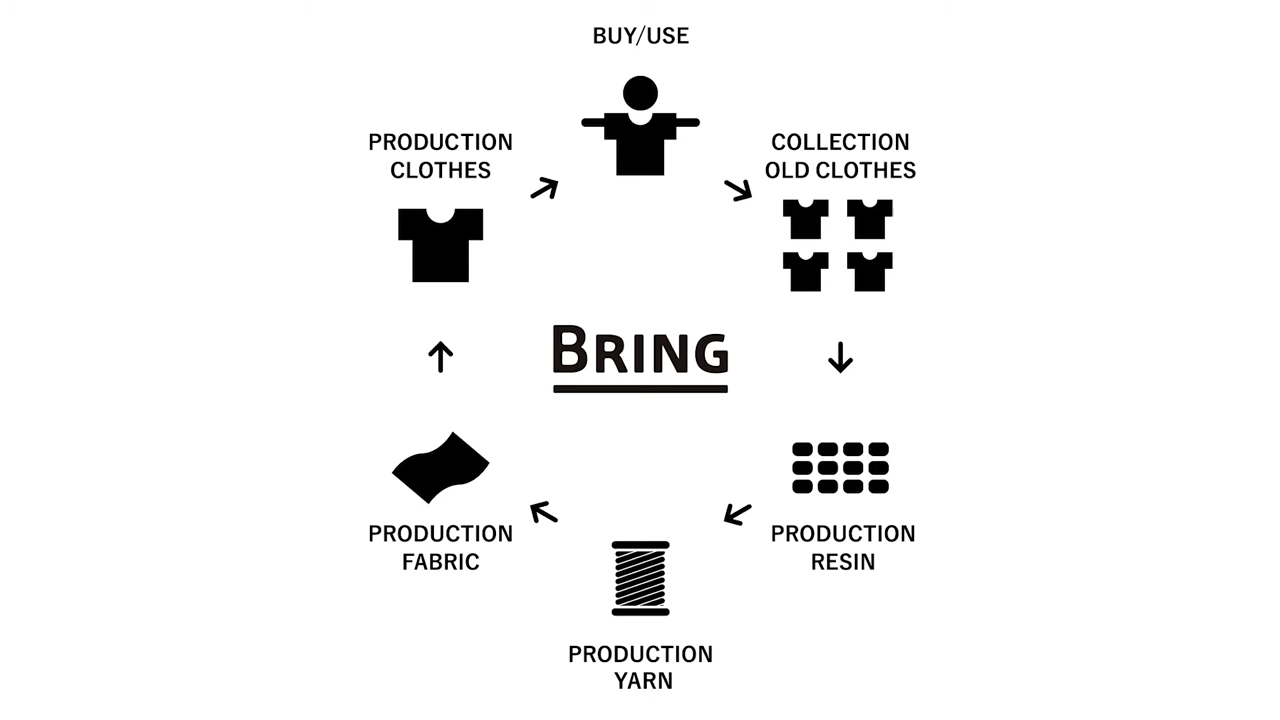 BUY/USE
PRODUCTION
CLOTHES
COLLECTION
OLD CLOTHES
BRING
PRODUCTION
FABRIC
PRODUCTION
RESIN
PRODUCTION
YARN